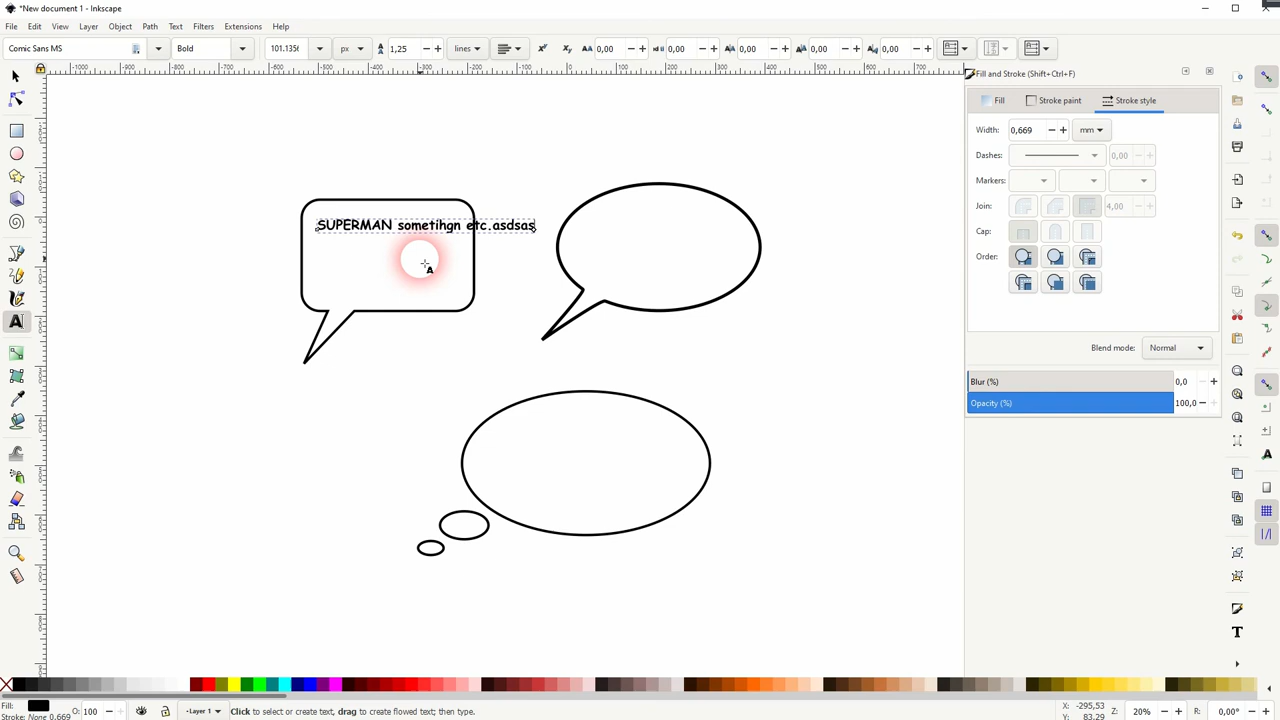 *New document 1 - Inkscape
File Edit View Layer Object Path Text Filters Extensions Help
Comic Sans MS Bold px 1,25 lines 0,00 0,00 0,00 0,00 0,00
Fill and Stroke (Shift+Ctrl+F)
Fill Stroke paint Stroke style
Width: 0,669 mm
Dashes: 0,00
Markers:
Join: 4,00
Cap:
Order:
Blend mode: Normal
Blur (%) 0,0
Opacity (%) 100,0
SUPERMAN sometihgn etc.asdsas
Fill:
Stroke: None 0,669
O: 100
Layer 1
Click to select or create text, drag to create flowed text; then type.
X: -295,53
Y: 83,29
Z: 20%
R: 0,00°